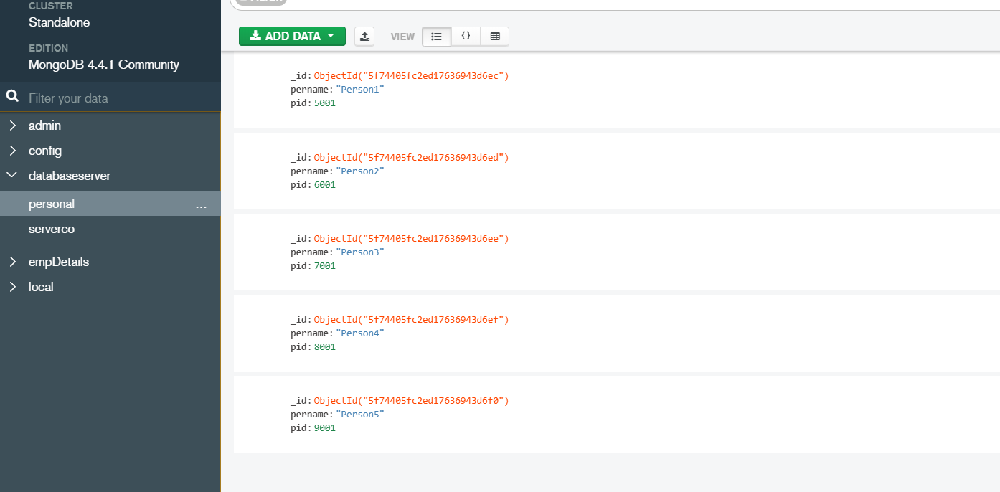 CLUSTER
Standalone
EDITION
MongoDB 4.4.1 Community
Filter your data
admin
config
databaseserver
personal ...
serverco
empDetails
local
ADD DATA VIEW { }
_id: ObjectId("5f74405fc2ed17636943d6ec")
pername: "Person1"
pid: 5001
_id: ObjectId("5f74405fc2ed17636943d6ed")
pername: "Person2"
pid: 6001
_id: ObjectId("5f74405fc2ed17636943d6ee")
pername: "Person3"
pid: 7001
_id: ObjectId("5f74405fc2ed17636943d6ef")
pername: "Person4"
pid: 8001
_id: ObjectId("5f74405fc2ed17636943d6f0")
pername: "Person5"
pid: 9001